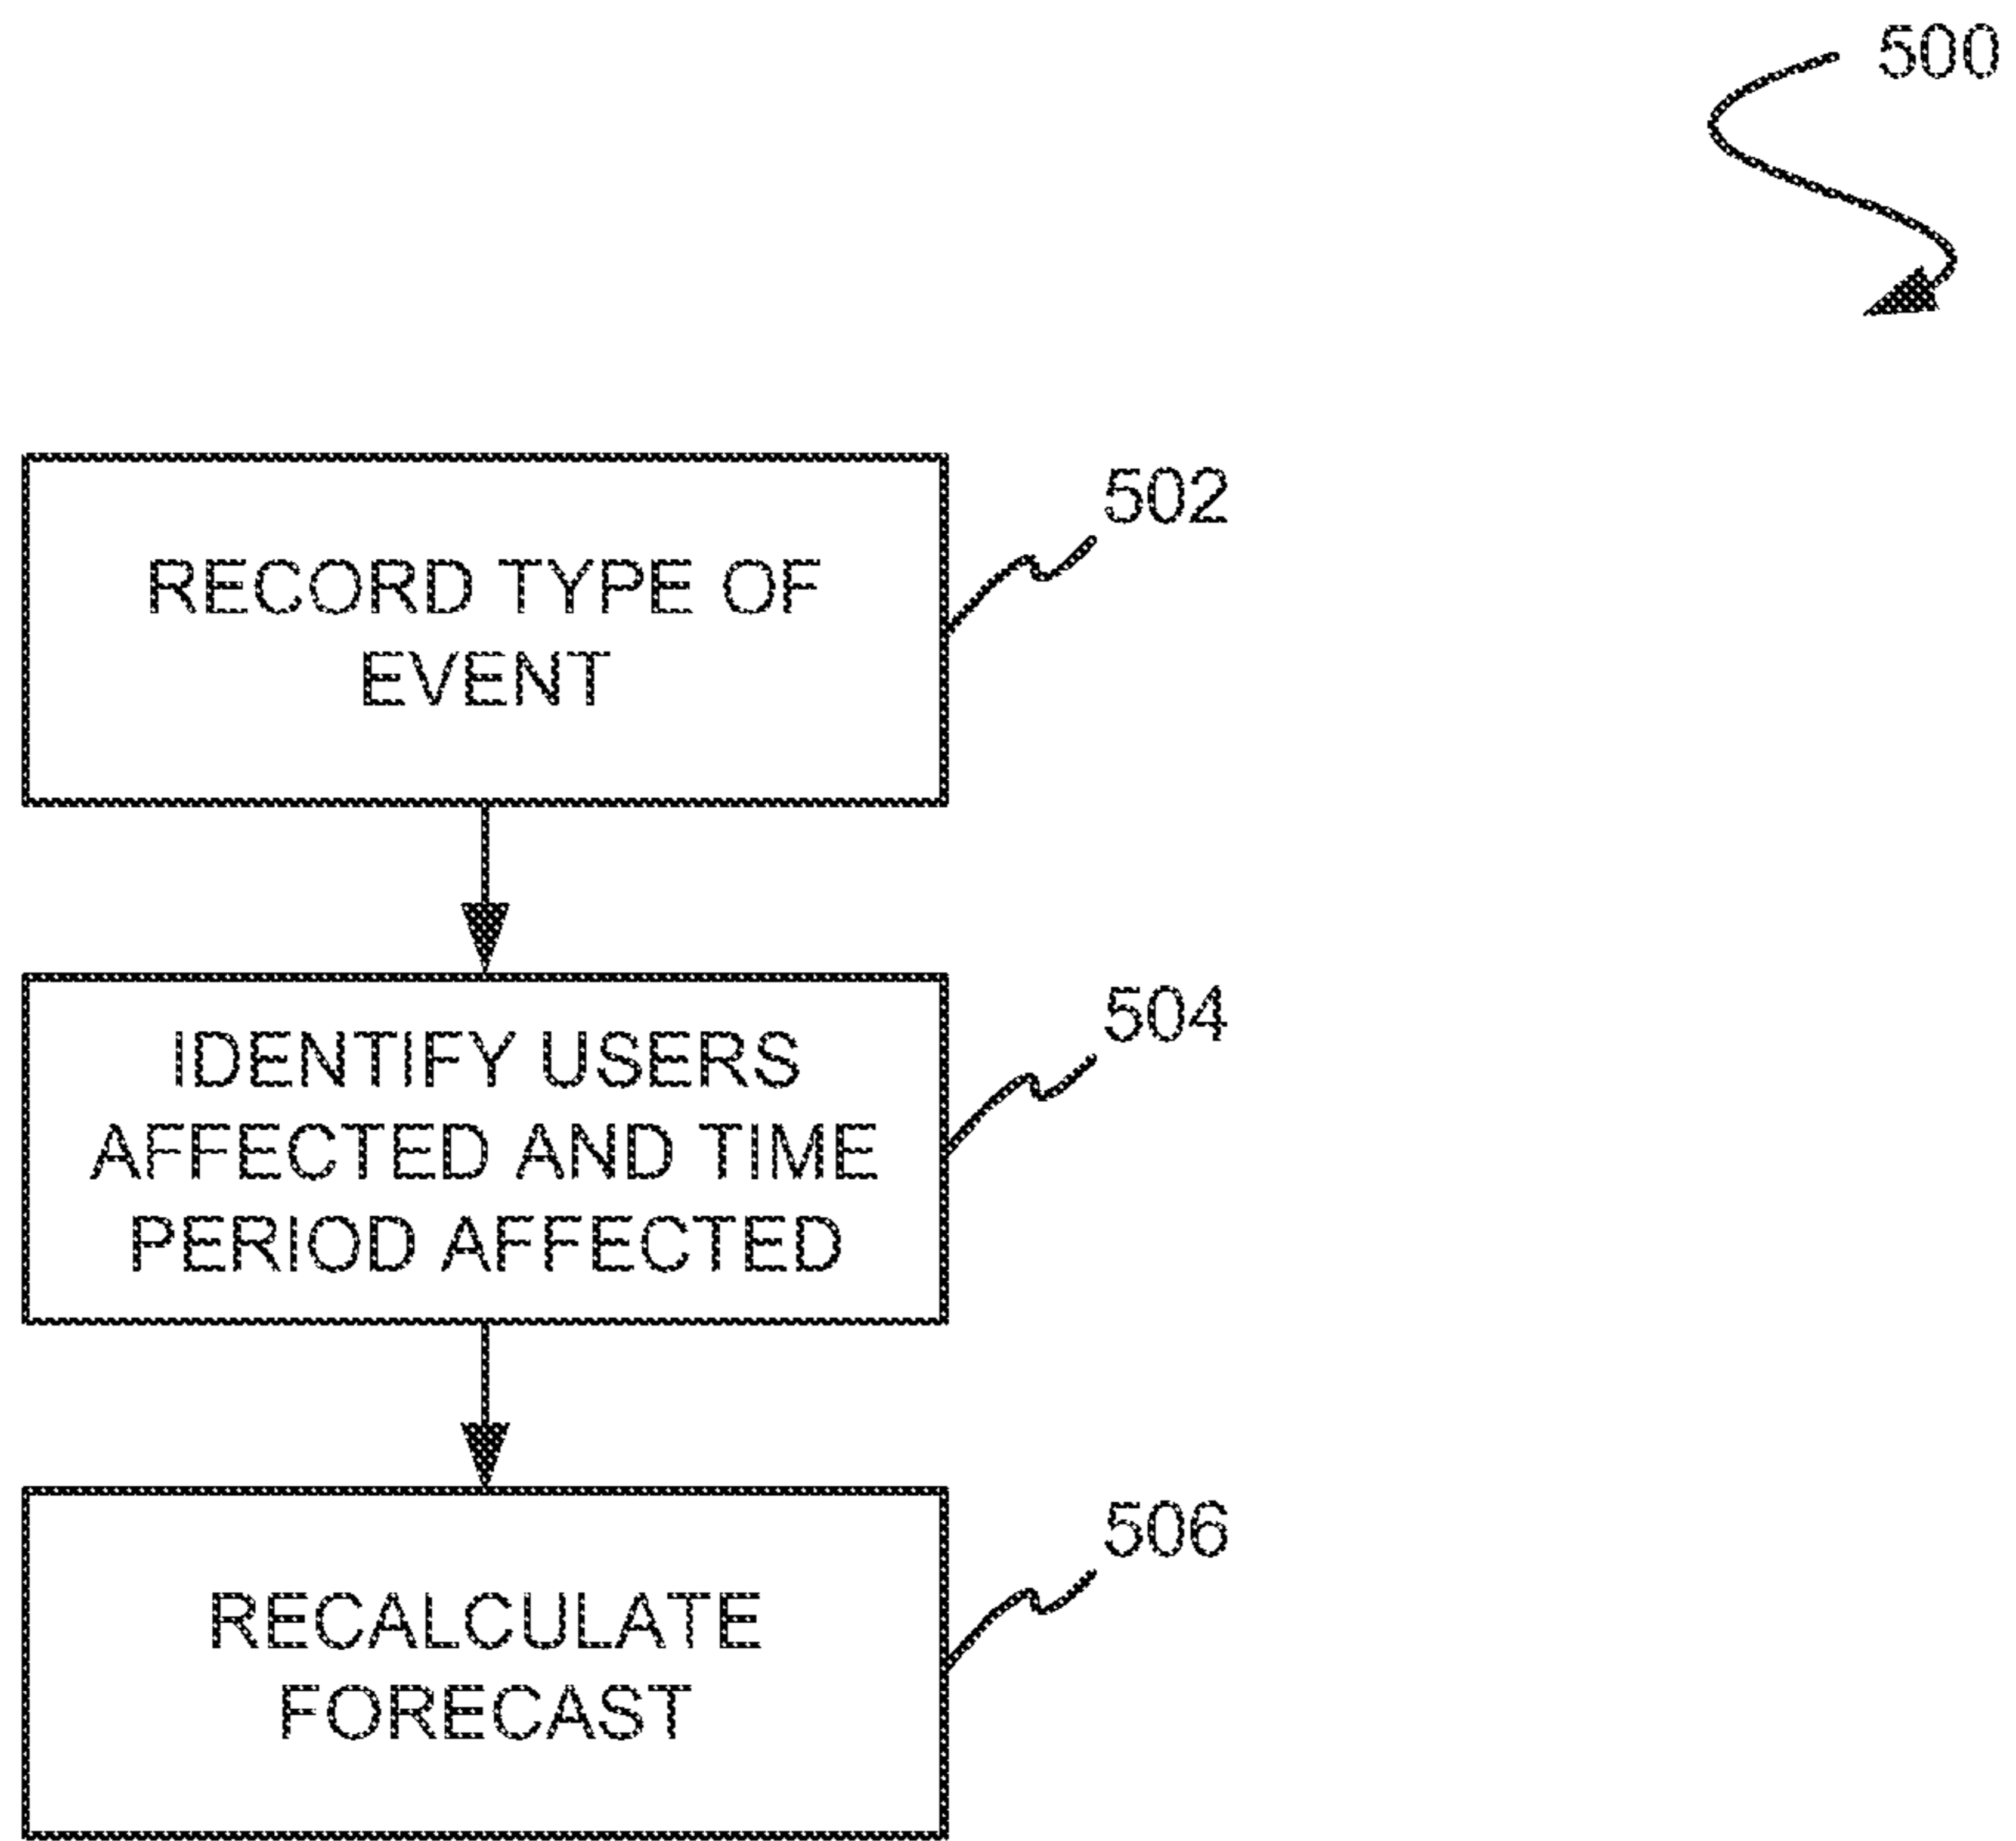 500
502
RECORD TYPE OF
EVENT
504
IDENTIFY USERS
AFFECTED AND TIME
PERIOD AFFECTED
506
RECALCULATE
FORECAST